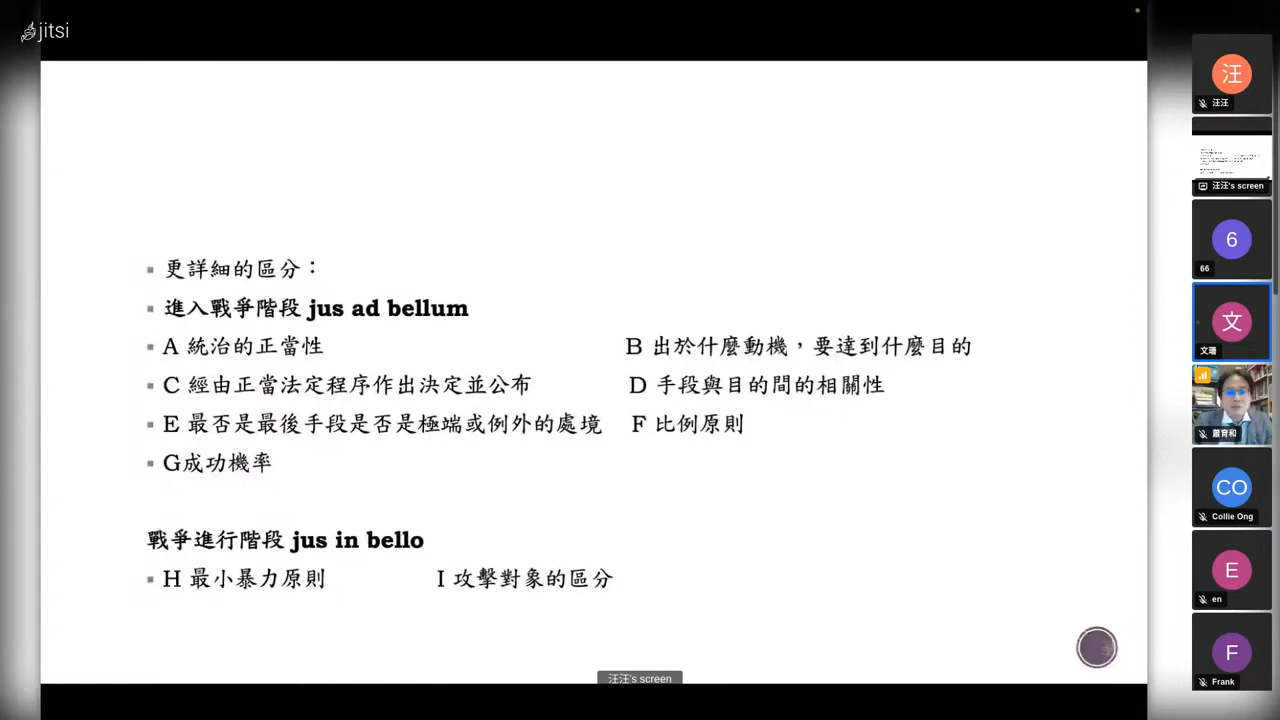 jitsi
更詳細的區分：
進入戰爭階段 jus ad bellum
A 統治的正當性 B 出於什麼動機，要達到什麼目的
C 經由正當法定程序作出決定並公布 D 手段與目的間的相關性
E 最否是最後手段是否是極端或例外的處境 F 比例原則
G成功機率
戰爭進行階段 jus in bello
H 最小暴力原則 I 攻擊對象的區分
汪汪's screen
汪
汪汪
汪汪's screen
6
66
文
文珊
蕭育和
CO
Collie Ong
E
en
F
Frank